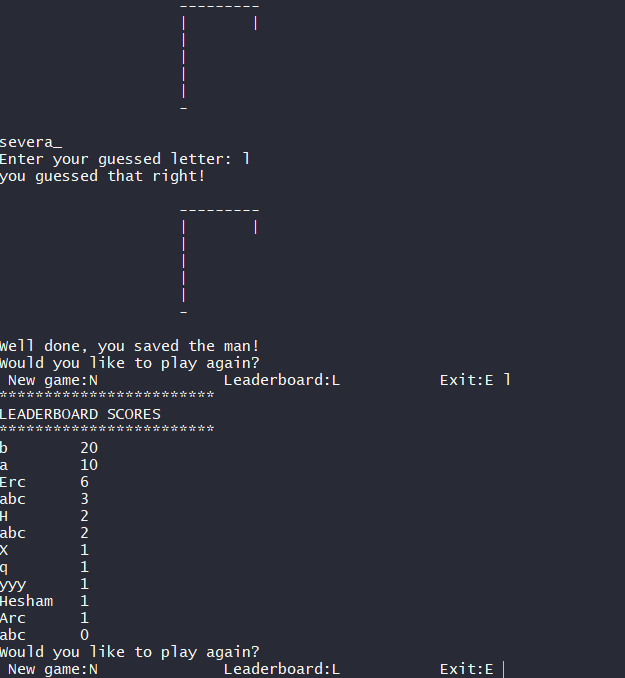 ---------
|       |
|
|
|
|
-
severa_
Enter your guessed letter: l
you guessed that right!
---------
|       |
|
|
|
|
-
Well done, you saved the man!
Would you like to play again?
 New game:N              Leaderboard:L           Exit:E l
************************
LEADERBOARD SCORES
************************
b        20
a        10
Erc      6
abc      3
H        2
abc      2
X        1
q        1
yyy      1
Hesham   1
Arc      1
abc      0
Would you like to play again?
 New game:N              Leaderboard:L           Exit:E